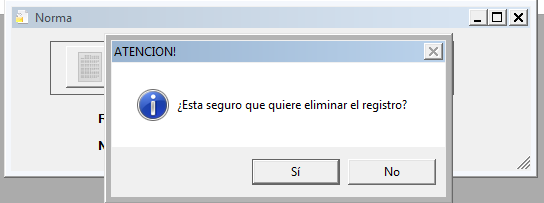 Norma
ATENCION!
¿Esta seguro que quiere eliminar el registro?
F
N
Sí
No